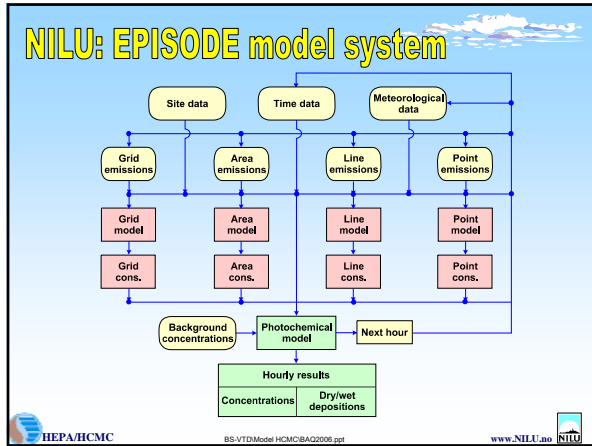 NILU: EPISODE model system
Site data
Time data
Meteorological
data
Grid
emissions
Area
emissions
Line
emissions
Point
emissions
Grid
model
Area
model
Line
model
Point
model
Grid
cons.
Area
cons.
Line
cons.
Point
cons.
Background
concentrations
Photochemical
model
Next hour
Hourly results
Concentrations
Dry/wet
depositions
HEPA/HCMC
BS-VTD\Model HCMC\BAQ2006.ppt
www.NILU.no
NILU